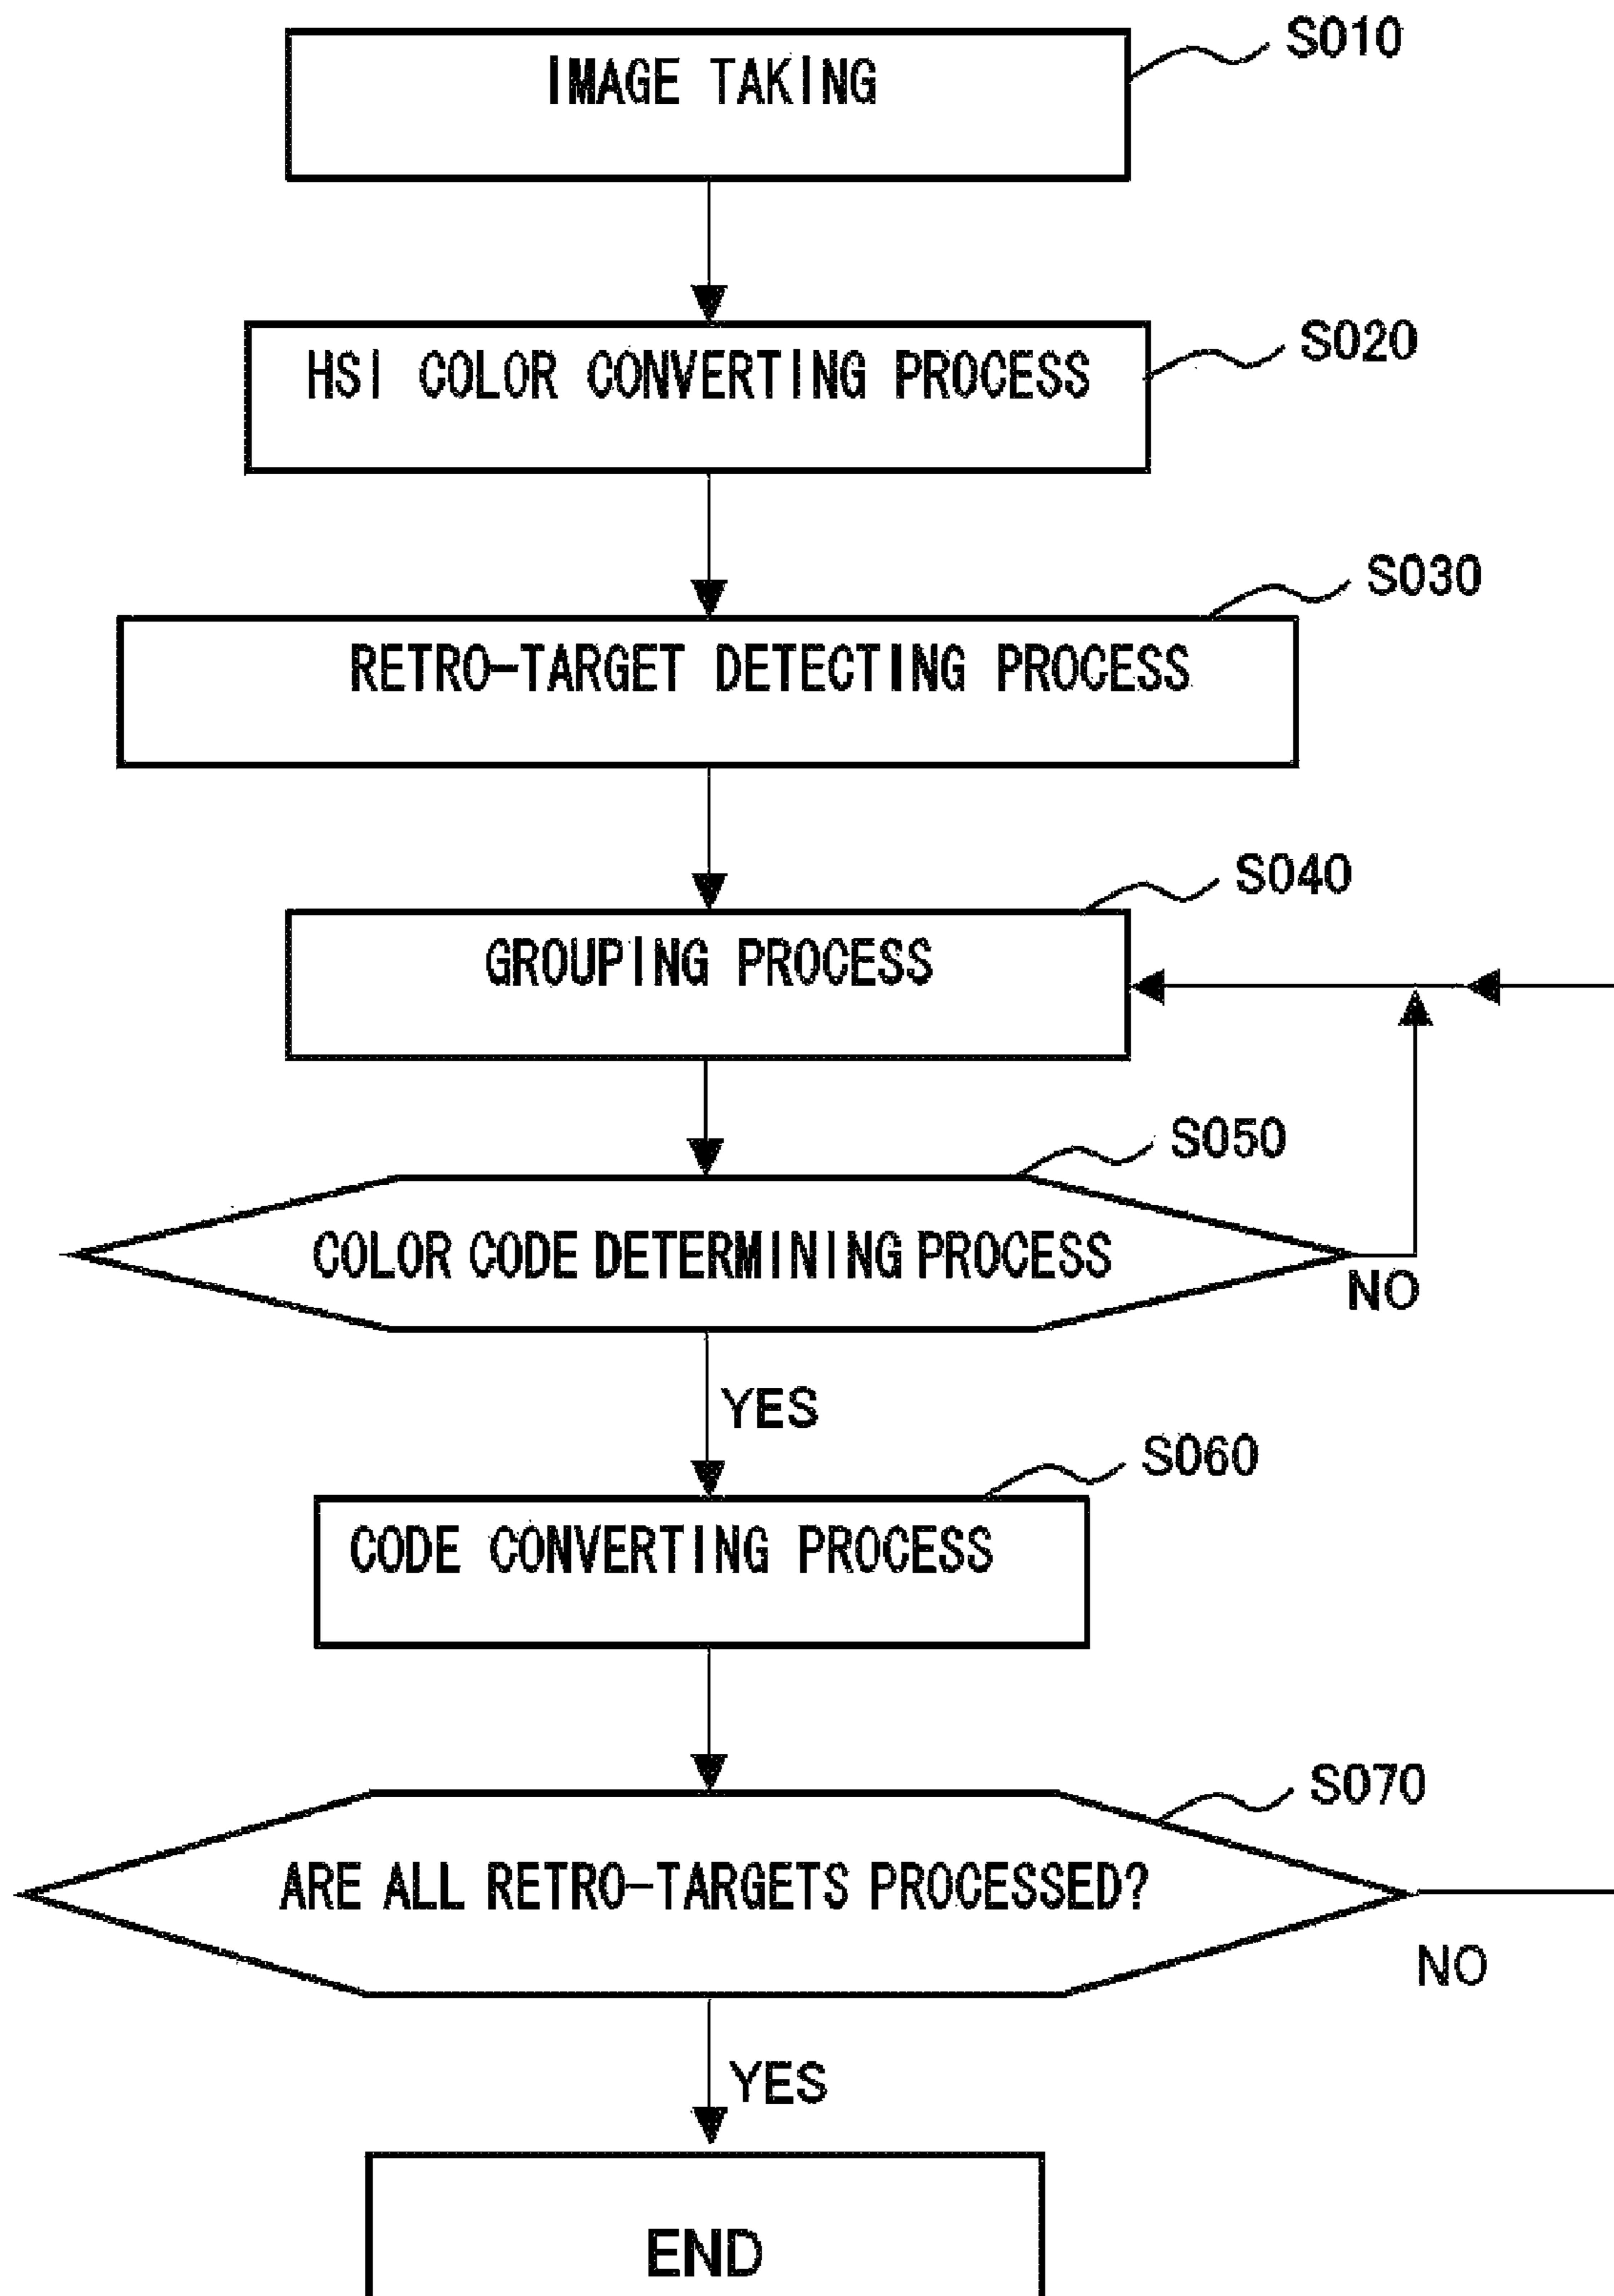 S010
IMAGE TAKING
S020
HSI COLOR CONVERTING PROCESS
S030
RETRO-TARGET DETECTING PROCESS
S040
GROUPING PROCESS
S050
COLOR CODE DETERMINING PROCESS
NO
YES
S060
CODE CONVERTING PROCESS
S070
ARE ALL RETRO-TARGETS PROCESSED?
NO
YES
END